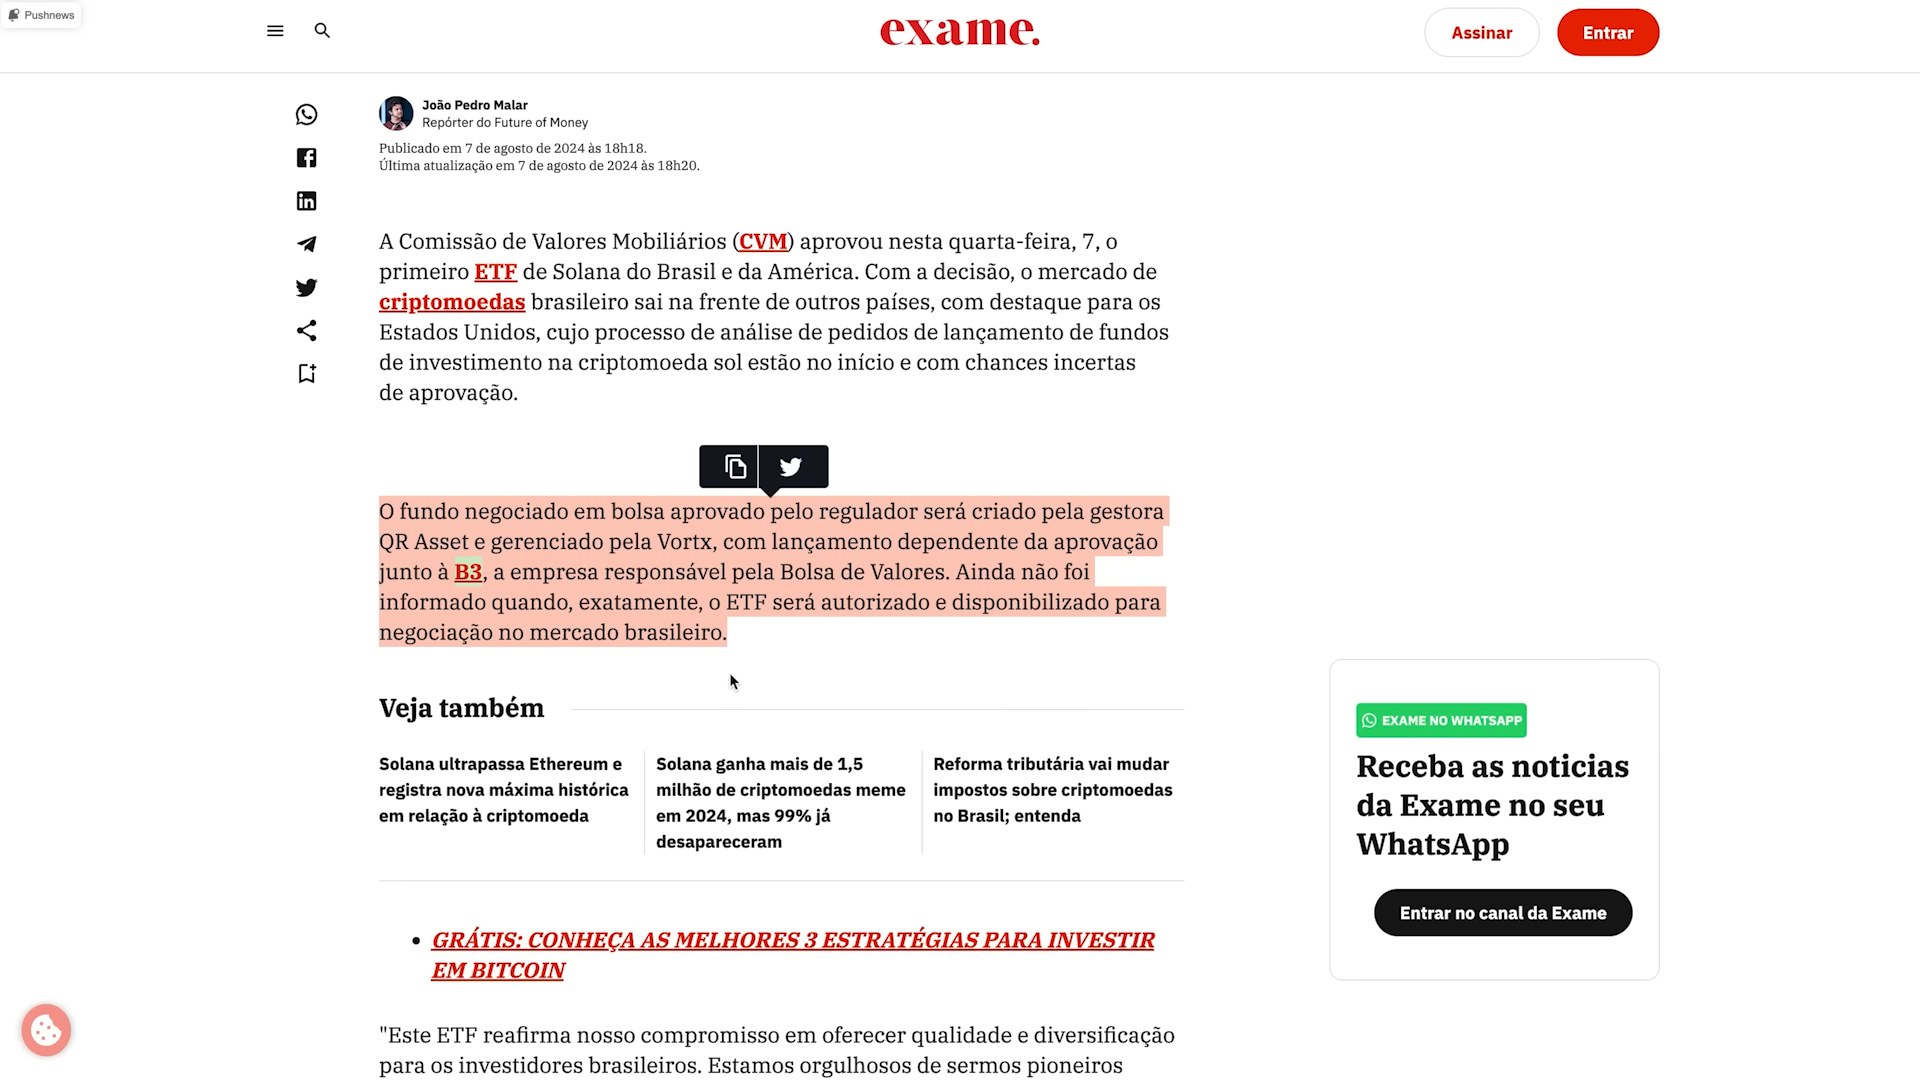 Pushnews
exame.
Assinar
Entrar
João Pedro Malar
Repórter do Future of Money
Publicado em 7 de agosto de 2024 às 18h18.
Última atualização em 7 de agosto de 2024 às 18h20.
A Comissão de Valores Mobiliários (CVM) aprovou nesta quarta-feira, 7, o
primeiro ETF de Solana do Brasil e da América. Com a decisão, o mercado de
criptomoedas brasileiro sai na frente de outros países, com destaque para os
Estados Unidos, cujo processo de análise de pedidos de lançamento de fundos
de investimento na criptomoeda sol estão no início e com chances incertas
de aprovação.
O fundo negociado em bolsa aprovado pelo regulador será criado pela gestora
QR Asset e gerenciado pela Vortx, com lançamento dependente da aprovação
junto à B3, a empresa responsável pela Bolsa de Valores. Ainda não foi
informado quando, exatamente, o ETF será autorizado e disponibilizado para
negociação no mercado brasileiro.
Veja também
Solana ultrapassa Ethereum e
registra nova máxima histórica
em relação à criptomoeda
Solana ganha mais de 1,5
milhão de criptomoedas meme
em 2024, mas 99% já
desapareceram
Reforma tributária vai mudar
impostos sobre criptomoedas
no Brasil; entenda
EXAME NO WHATSAPP
Receba as noticias
da Exame no seu
WhatsApp
Entrar no canal da Exame
GRÁTIS: CONHEÇA AS MELHORES 3 ESTRATÉGIAS PARA INVESTIR
EM BITCOIN
"Este ETF reafirma nosso compromisso em oferecer qualidade e diversificação
para os investidores brasileiros. Estamos orgulhosos de sermos pioneiros